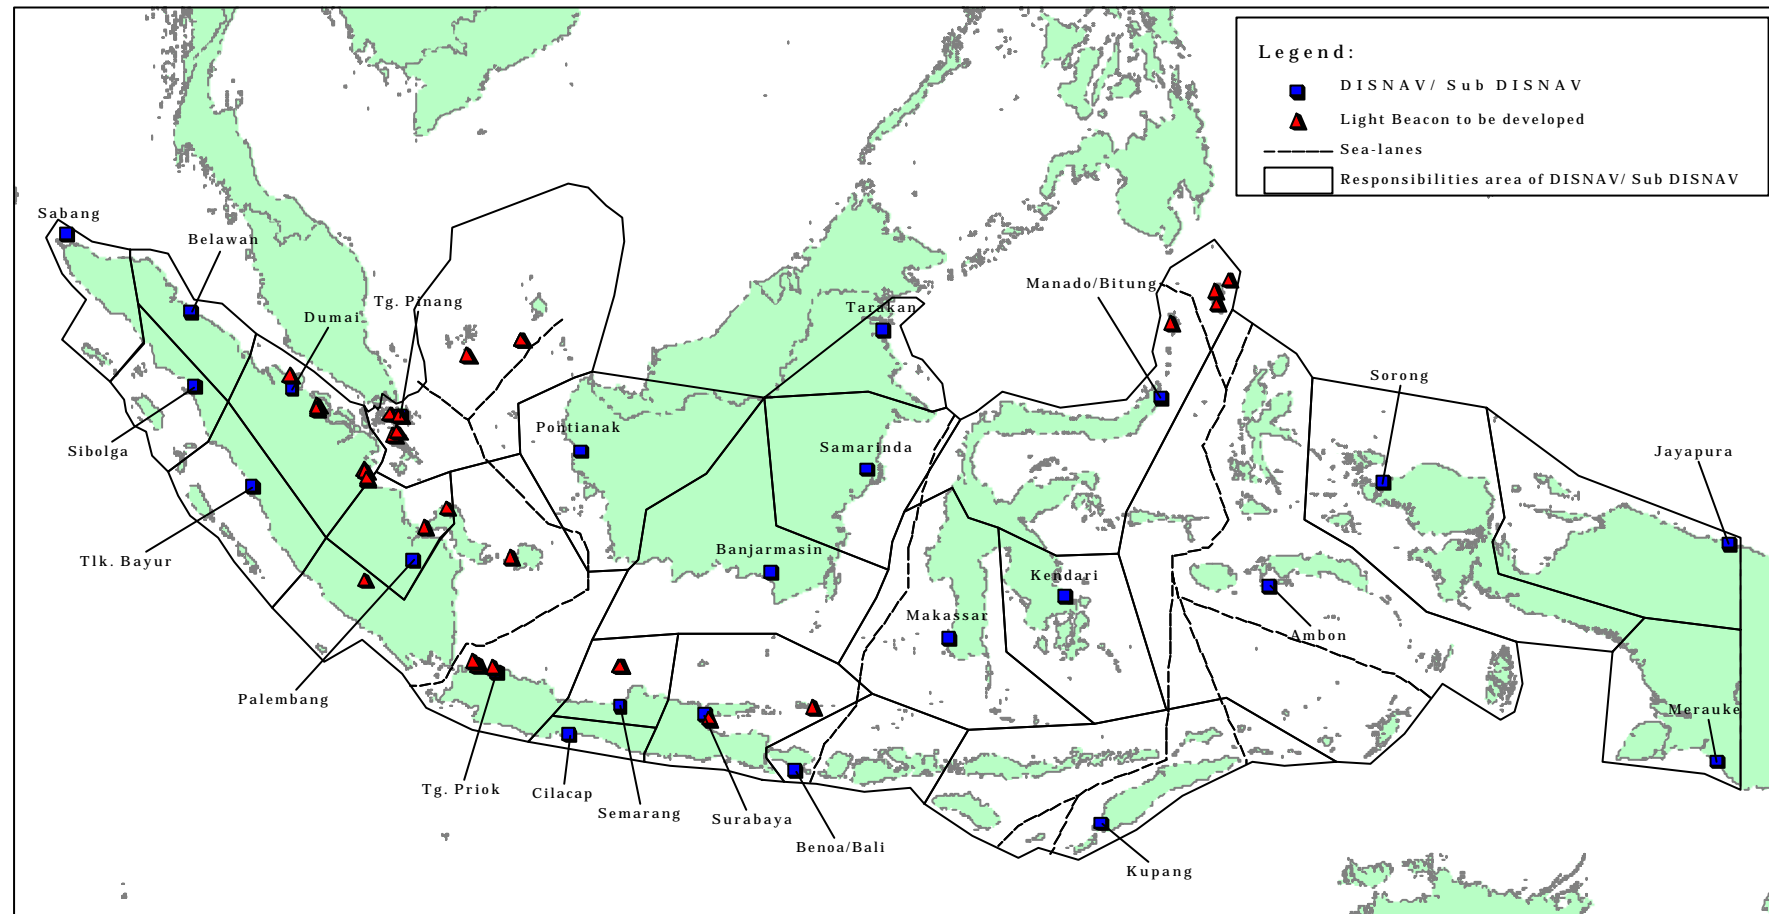 Legend:
DISNAV/ Sub DISNAV
Light Beacon to be developed
Sea-lanes
Responsibilities area of DISNAV/ Sub DISNAV
Sabang
Belawan
Tg. Pinang
Dumai
Manado/Bitung
Tarakan
Sorong
Pontianak
Samarinda
Sibolga
Jayapura
Tlk. Bayur
Banjarmasin
Kendari
Makassar
Ambon
Palembang
Merauke
Tg. Priok
Cilacap
Semarang
Surabaya
Benoa/Bali
Kupang